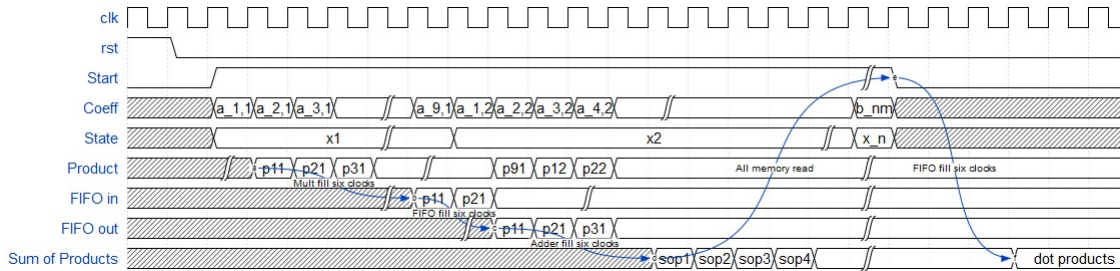 clk
rst
Start
Coeff a_1,1 a_2,1 a_3,1 a_9,1 a_1,2 a_2,2 a_3,2 a_4,2 b_nm
State x1 x2 x_n
Product p11 p21 p31 p91 p12 p22 All memory read FIFO fill six clocks
Mult fill six clocks
FIFO in p11 p21
FIFO fill six clocks
FIFO out p11 p21 p31
Adder fill six clocks
Sum of Products sop1 sop2 sop3 sop4 dot products